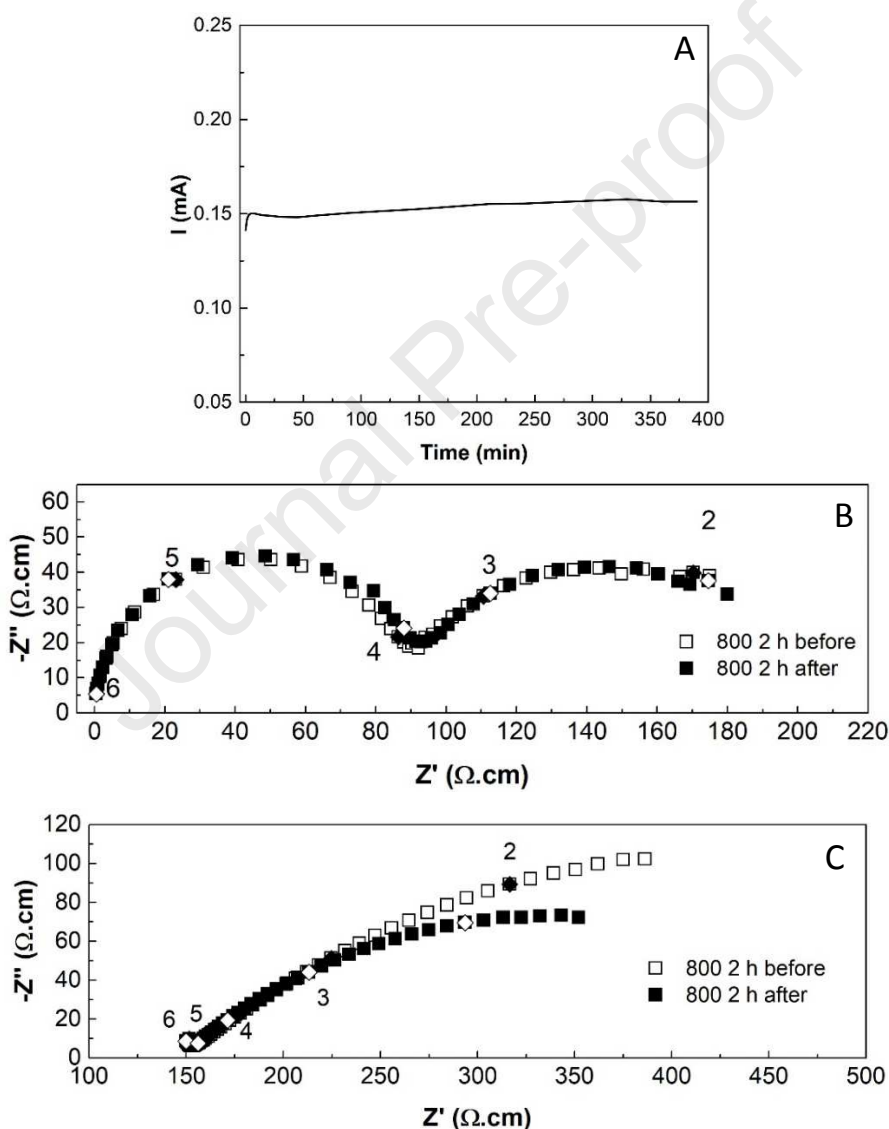 A
0.25
0.20
0.15
0.10
0.05
I (mA)
0 50 100 150 200 250 300 350 400
Time (min)
Journal Pre-proof
B
60
50
40
30
20
10
0
-Z'' (Ω.cm)
6
5
4
3
2
800 2 h before
800 2 h after
0 20 40 60 80 100 120 140 160 180 200 220
Z' (Ω.cm)
C
120
100
80
60
40
20
0
-Z'' (Ω.cm)
6
5
4
3
2
800 2 h before
800 2 h after
100 150 200 250 300 350 400 450 500
Z' (Ω.cm)